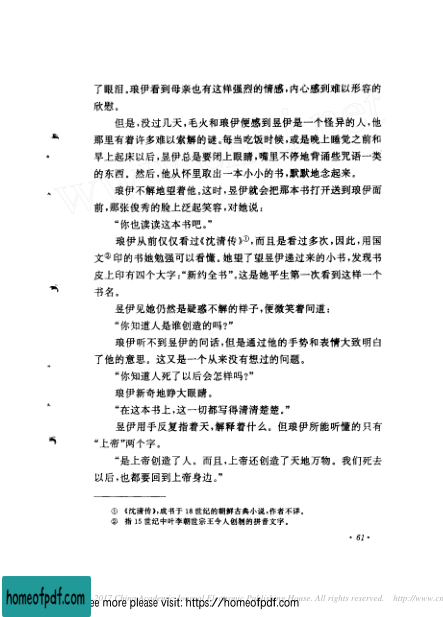 了眼泪。琅伊看到母亲也有这样强烈的情感，内心感到难以形容的
欣慰。
但是，没过几天，毛火和琅伊便感到昱伊是一个怪异的人，他
那里有着许多难以索解的谜。每当吃饭时候，或是晚上睡觉之前和
早上起床以后，昱伊总是要闭上眼睛，嘴里不停地背诵些咒语一类
的东西。然后，他从怀里取出一本小小的书，默默地念起来。
琅伊不解地望着他。这时，昱伊就会把那本书打开送到琅伊面
前，那张俊秀的脸上泛起笑容，对她说：
“你也读读这本书吧。”
琅伊从前仅仅看过《沈清传》①，而且是看过多次，因此，用国
文②印的书她勉强可以看懂。她望了望昱伊递过来的小书，发现书
皮上印有四个大字：“新约全书”。这是她平生第一次看到这样一个
书名。
昱伊见她仍然是疑惑不解的样子，便微笑着问道：
“你知道人是谁创造的吗？”
琅伊听不到昱伊的问话，但是通过他的手势和表情大致明白
了他的意思。这又是一个从来没有想过的问题。
“你知道人死了以后会怎样吗？”
琅伊新奇地睁大眼睛。
“在这本书上，这一切都写得清清楚楚。”
昱伊用手反复指着天，解释着什么。但琅伊所能听懂的只有
“上帝”两个字。
“是上帝创造了人。而且，上帝还创造了天地万物。我们死去
以后，也都要回到上帝身边。”
① 《沈清传》，成书于18世纪的朝鲜古典小说，作者不详。
② 指15世纪中叶李朝世宗王令人创制的拼音文字。
·61·
2017 China Academic Journal Electronic Publishing House. All rights reserved. http://www.cn
homeofpdf.com
ee more please visit: https://homeofpdf.com